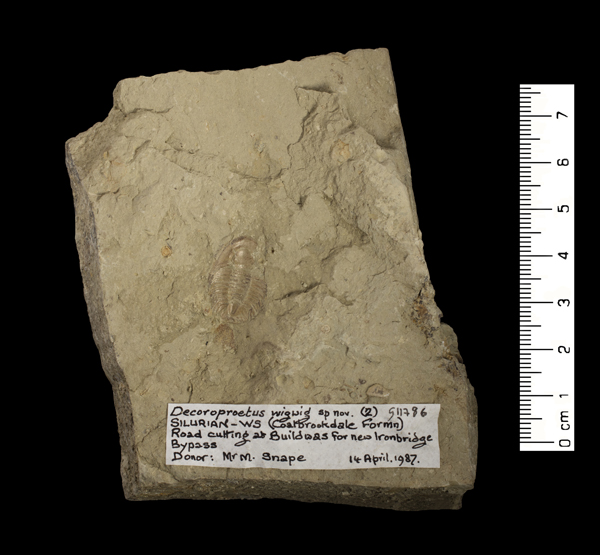 Decoroproetus wigwig sp nov. (2) G11786
SILURIAN - WS (Coalbrookdale Formn)
Road cutting at Buildwas for new Ironbridge
Bypass
Donor: Mr M. Snape 14 April, 1987.
7
6
5
4
3
2
1
0 cm